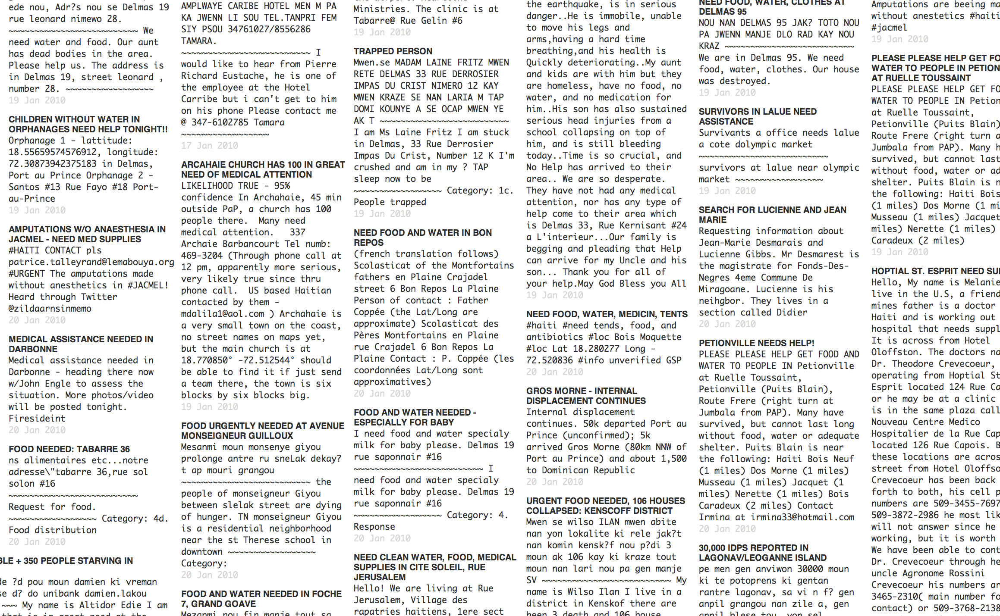 ede nou, Adr?s nou se Delmas 19
rue leonard nimewo 28.
~~~~~~~~~~~~~~~~~~~~~~~~~ We
need water and food. Our aunt
has dead bodies in the area.
Please help us. The address is
in Delmas 19, street leonard ,
number 28. ~~~~~~~~~~~~~~~~~
19 Jan 2010
CHILDREN WITHOUT WATER IN
ORPHANAGES NEED HELP TONIGHT!!
Orphanage 1 - lattitude:
18.55659574576912, longitude:
72.30873942375183 in Delmas,
Port au Prince Orphanage 2 -
Santos #13 Rue Fayo #18 Port-
au-Prince
19 Jan 2010
AMPUTATIONS W/O ANAESTHESIA IN
JACMEL - NEED MED SUPPLIES
#HAITI CONTACT pls
patrice.talleyrand@lemabouya.org
#URGENT The amputations made
without anesthetics in #JACMEL!
Heard through Twitter
@zildaarnsinmemo
20 Jan 2010
MEDICAL ASSISTANCE NEEDED IN
DARBONNE
Medical assistance needed in
Darbonne - heading there now
w/John Engle to assess the
situation. More photos/video
will be posted tonight.
Firesideint
20 Jan 2010
FOOD NEEDED: TABARRE 36
ns alimentaires etc...notre
adresse\"tabarre 36,rue sol
solon #16
~~~~~~~~~~~~~~~~~~~~~~~~~
Request for food.
~~~~~~~~~~~~~~~~~ Category: 4d.
Food distribution
20 Jan 2010
+ 350 PEOPLE STARVING IN
?d pou moun damien ki vreman
d? do unibank damien.lakou
~~~ My name is Altidor Edie I am
that is in great need at the
AMPLWAYE CARIBE HOTEL MEN M PA
KA JWENN LI SOU TEL.TANPRI FEM
SIY PSOU 34761027/8556286
TAMARA.
~~~~~~~~~~~~~~~~~~~~~~~~~ I
would like to hear from Pierre
Richard Eustache, he is one of
the employee at the Hotel
Carribe but i can't get to him
on his phone Please contact me
@ 347-6102785 Tamara
~~~~~~~~~~~~~~~~~
17 Jan 2010
ARCAHAIE CHURCH HAS 100 IN GREAT
NEED OF MEDICAL ATTENTION
LIKELIHOOD TRUE - 95%
confidence In Archahaie, 45 min
outside PaP, a church has 100
people there.  Many need
medical attention.   337
Archaie Barbancourt Tel numb:
469-3204 (Through phone call at
12 pm, apparently more serious,
very likely true since thru
phone call.  US based Haitian
contacted by them -
mdalila1@aol.com ) Archahaie is
a very small town on the coast,
no street names on maps yet,
but the main church is at
18.770850° -72.512544° should
be able to find it if just send
a team there, the town is six
blocks by six blocks big.
19 Jan 2010
FOOD URGENTLY NEEDED AT AVENUE
MONSEIGNEUR GUILLOUX
Mesanmi moun monsenye giyou
prolonge antre ru sneLak dekay?
t ap mouri grangou
~~~~~~~~~~~~~~~~~~~~~~~~~ the
people of monseigneur Giyou
between slelak street are dying
of hunger. TN monseigneur Giyou
is a residential neighborhood
near the st Therese school in
downtown ~~~~~~~~~~~~~~~~~
Category:
20 Jan 2010
FOOD AND WATER NEEDED IN FOCHE
7, GRAND GOAVE
Mezanmi nou fin manje tout sa
Ministries. The clinic is at
Tabarre@ Rue Gelin #6
19 Jan 2010
TRAPPED PERSON
Mwen.se MADAM LAINE FRITZ MWEN
RETE DELMAS 33 RUE DERROSIER
IMPAS DU CRIST NIMERO 12 KAY
MWEN KRAZE SE NAN LARIA M TAP
DOMI KOUNYE A SE OCAP MWEN YE
AK T ~~~~~~~~~~~~~~~~~~~~~~~~~
I am Ms Laine Fritz I am stuck
in Delmas, 33 Rue Derrosier
Impas Du Crist, Number 12 K I'm
crushed and am in my ? TAP
sleep now to be
~~~~~~~~~~~~~~~~~ Category: 1c.
People trapped
19 Jan 2010
NEED FOOD AND WATER IN BON
REPOS
(french translation follows)
Scolasticat of the Montfortains
fathers en Plaine Crajadel
street 6 Bon Repos La Plaine
Person of contact : Father
Coppée (the Lat/Long are
approximate) Scolasticat des
Pères Montfortains en Plaine
rue Crajadel 6 Bon Repos La
Plaine Contact : P. Coppée (les
coordonnées Lat/Long sont
approximatives)
20 Jan 2010
FOOD AND WATER NEEDED -
ESPECIALLY FOR BABY
I need food and water specialy
milk for baby please. Delmas 19
rue saponnair #16
~~~~~~~~~~~~~~~~~~~~~~~~~ I
need food and water specialy
milk for baby please. Delmas 19
rue saponnair #16
~~~~~~~~~~~~~~~~~ Category: 4.
Response
20 Jan 2010
NEED CLEAN WATER, FOOD, MEDICAL
SUPPLIES IN CITE SOLEIL, RUE
JERUSALEM
Hello! We are living at Rue
Jerusalem, Village des
rapatries haitiens, 1ere sect
the earthquake, is in serious
danger..He is immobile, unable
to move his legs and
arms,having a hard time
breathing,and his health is
Quickly deteriorating..My aunt
and kids are with him but they
are homeless, have no food, no
water, and no medication for
him..His son has also sustained
serious head injuries from a
school collapsing on top of
him, and is still bleeding
today..Time is so crucial, and
No Help has arrived to their
area.. We are so desperate.
They have not had any medical
attention, nor has any type of
help come to their area which
is Delmas 33, Rue Kernisant #24
a L'interieur...Our family is
begging and pleading that Help
can arrive for my Uncle and his
son... Thank you for all of
your help.May God Bless you All
19 Jan 2010
NEED FOOD, WATER, MEDICIN, TENTS
#haiti #need tends, food, and
antibiotics #loc Bois Moquette
#loc Lat 18.280277 Long -
72.520836 #info unverified GSP
20 Jan 2010
GROS MORNE - INTERNAL
DISPLACEMENT CONTINUES
Internal displacement
continues. 50k departed Port au
Prince (unconfirmed); 5k
arrived Gros Morne (80km NNW of
Port au Prince) and about 1,500
to Dominican Republic
20 Jan 2010
URGENT FOOD NEEDED, 106 HOUSES
COLLAPSED: KENSCOFF DISTRICT
Mwen se wilso ILAN mwen abite
nan yon lokalite ki rele jak?t
nan komin kensk?f nou p?di 3
moun ak 106 kay ki kraze tout
moun nan lari nou pa gen manje
SV ~~~~~~~~~~~~~~~~~~~~~~~~~ My
name is Wilso Ilan I live in a
district in Kenskof there are
been 3 death and 106 house
NEED FOOD, WATER, CLOTHES AT
DELMAS 95
NOU NAN DELMAS 95 JAK? TOTO NOU
PA JWENN MANJE DLO RAD KAY NOU
KRAZ ~~~~~~~~~~~~~~~~~~~~~~~~~
We are in Delmas 95. We need
food, water, clothes. Our house
was destroyed.
19 Jan 2010
SURVIVORS IN LALUE NEED
ASSISTANCE
Survivants a office needs lalue
a cote dolympic market
~~~~~~~~~~~~~~~~~~~~~~~~~
survivors at lalue near olympic
market ~~~~~~~~~~~~~~~~~
19 Jan 2010
SEARCH FOR LUCIENNE AND JEAN
MARIE
Requesting information about
Jean-Marie Desmarais and
Lucienne Gibbs. Mr Desmarest is
the magistrate for Fonds-Des-
Negres 4eme Commune De
Miragoane. Lucienne is his
neihgbor. They lives in a
section called Didier
20 Jan 2010
PETIONVILLE NEEDS HELP!
PLEASE PLEASE HELP GET FOOD AND
WATER TO PEOPLE IN Petionville
at Ruelle Toussaint,
Petionville (Puits Blain),
Route Frere (right turn at
Jumbala from PAP). Many have
survived, but cannot last long
without food, water or adequate
shelter. Puits Blain is near
the following: Haiti Bois Neuf
(1 miles) Dos Morne (1 miles)
Musseau (1 miles) Jacquet (1
miles) Nerette (1 miles) Bois
Caradeux (2 miles) Contact
Irmina at irmina33@hotmail.com
20 Jan 2010
30,000 IDPS REPORTED IN
LAGONAV/LEOGANNE ISLAND
pe men gen anviwon 30000 moun
ki te potoprens ki gentan
rantre lagonav, sa vi n f? gen
anpil grangou nan zile a, gen
anpil blese tou, yon sel
Amputations are beeing ma
without anestetics #haiti
#jacmel
19 Jan 2010
PLEASE PLEASE HELP GET FO
WATER TO PEOPLE IN PETION
AT RUELLE TOUSSAINT
PLEASE PLEASE HELP GET FO
WATER TO PEOPLE IN Petion
at Ruelle Toussaint,
Petionville (Puits Blain)
Route Frere (right turn a
Jumbala from PAP). Many h
survived, but cannot last
without food, water or ad
shelter. Puits Blain is n
the following: Haiti Bois
(1 miles) Dos Morne (1 mi
Musseau (1 miles) Jacquet
miles) Nerette (1 miles)
Caradeux (2 miles)
19 Jan 2010
HOPTIAL ST. ESPRIT NEED SU
Hello, My name is Melanie
live in the U.S, a friend
mines father is a doctor
Haiti and is working out
hospital that needs suppl
It is across from Hotel
Oloffston. The doctors na
Dr. Theodore Crevecoeur,
operating from Hoptial St
Esprit located 124 Rue Ca
or he may be at a clinic
is in the same plaza call
Nouveau Centre Medico
Hospitalier de la Rue Cap
located 126 Rue Capois. B
these locations are acros
street from Hotel Oloffso
Crevecoeur has been back
forth to both, his cell p
numbers are 509-3455-7697
509-3872-2986 he most lik
will not answer since he
working, but it is worth
We have been able to cont
Dr. Crevecoeur through he
uncle Agronome Rossini
Crevecoeur his numbers ar
3465-2310( main number fo
contact) or 509-3768-2138